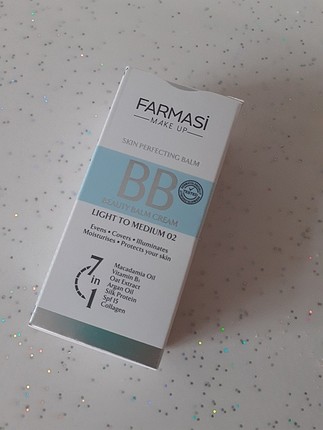 FARMASi
MAKE UP
SKIN PERFECTING BALM
BB
BEAUTY BALM CREAM
LIGHT TO MEDIUM 02
Evens • Covers • Illuminates
Moisturises • Protects your skin
7 in 1
Macadamia Oil
Vitamin B5
Oat Extract
Argan Oil
Silk Protein
Spf 15
Collagen